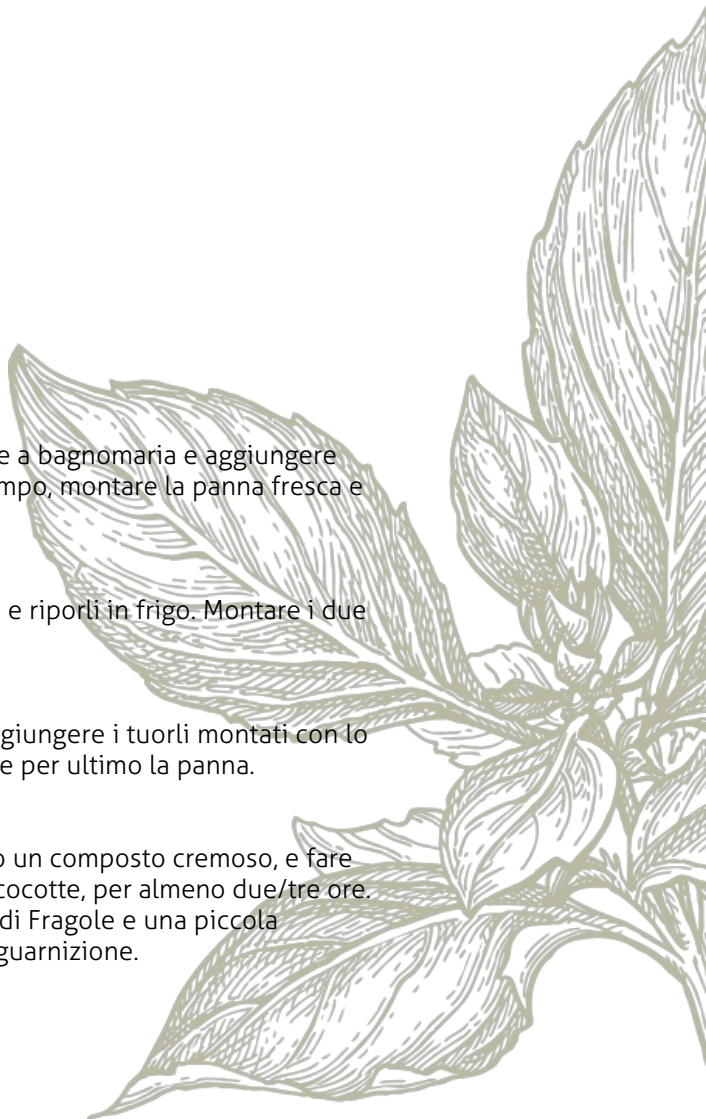 e a bagnomaria e aggiungere
mpo, montare la panna fresca e
e riporli in frigo. Montare i due
giungere i tuorli montati con lo
e per ultimo la panna.
o un composto cremoso, e fare
cocotte, per almeno due/tre ore.
di Fragole e una piccola
guarnizione.